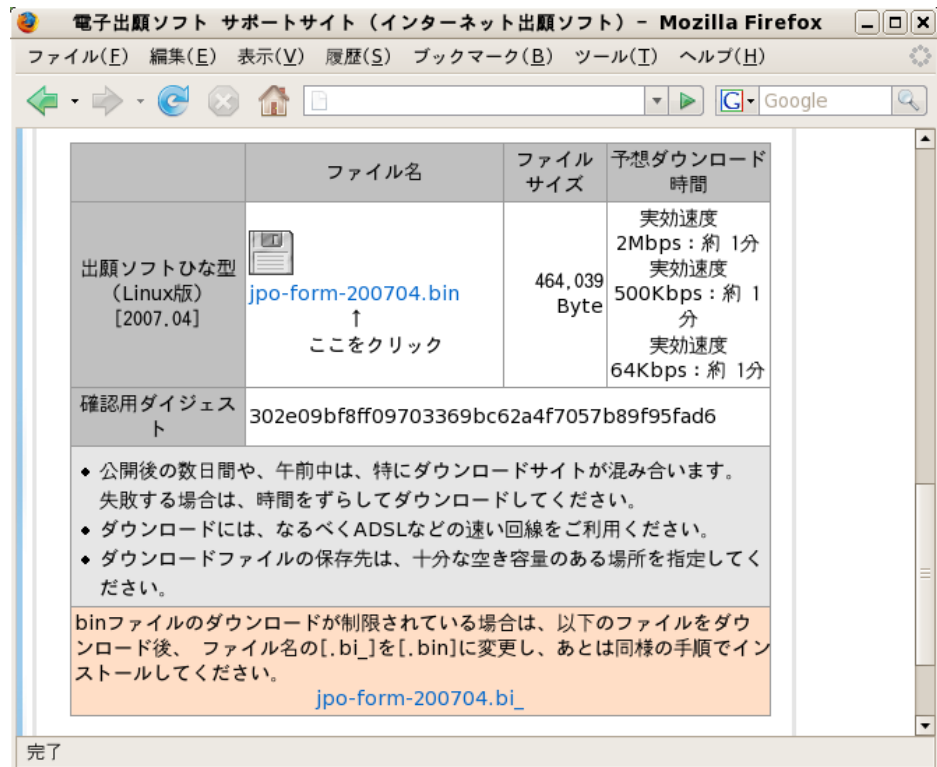 電子出願ソフト サポートサイト（インターネット出願ソフト）- Mozilla Firefox
ファイル(F) 編集(E) 表示(V) 履歴(S) ブックマーク(B) ツール(T) ヘルプ(H)
G Google
ファイル名
ファイル
サイズ
予想ダウンロード
時間
出願ソフトひな型
（Linux版）
[2007.04]
jpo-form-200704.bin
↑
ここをクリック
464,039
Byte
実効速度
2Mbps：約 1分
実効速度
500Kbps：約 1
分
実効速度
64Kbps：約 1分
確認用ダイジェス
ト
302e09bf8ff09703369bc62a4f7057b89f95fad6
• 公開後の数日間や、午前中は、特にダウンロードサイトが混み合います。
失敗する場合は、時間をずらしてダウンロードしてください。
• ダウンロードには、なるべくADSLなどの速い回線をご利用ください。
• ダウンロードファイルの保存先は、十分な空き容量のある場所を指定してく
ださい。
binファイルのダウンロードが制限されている場合は、以下のファイルをダウ
ンロード後、 ファイル名の[.bi_]を[.bin]に変更し、あとは同様の手順でイン
ストールしてください。
jpo-form-200704.bi_
完了